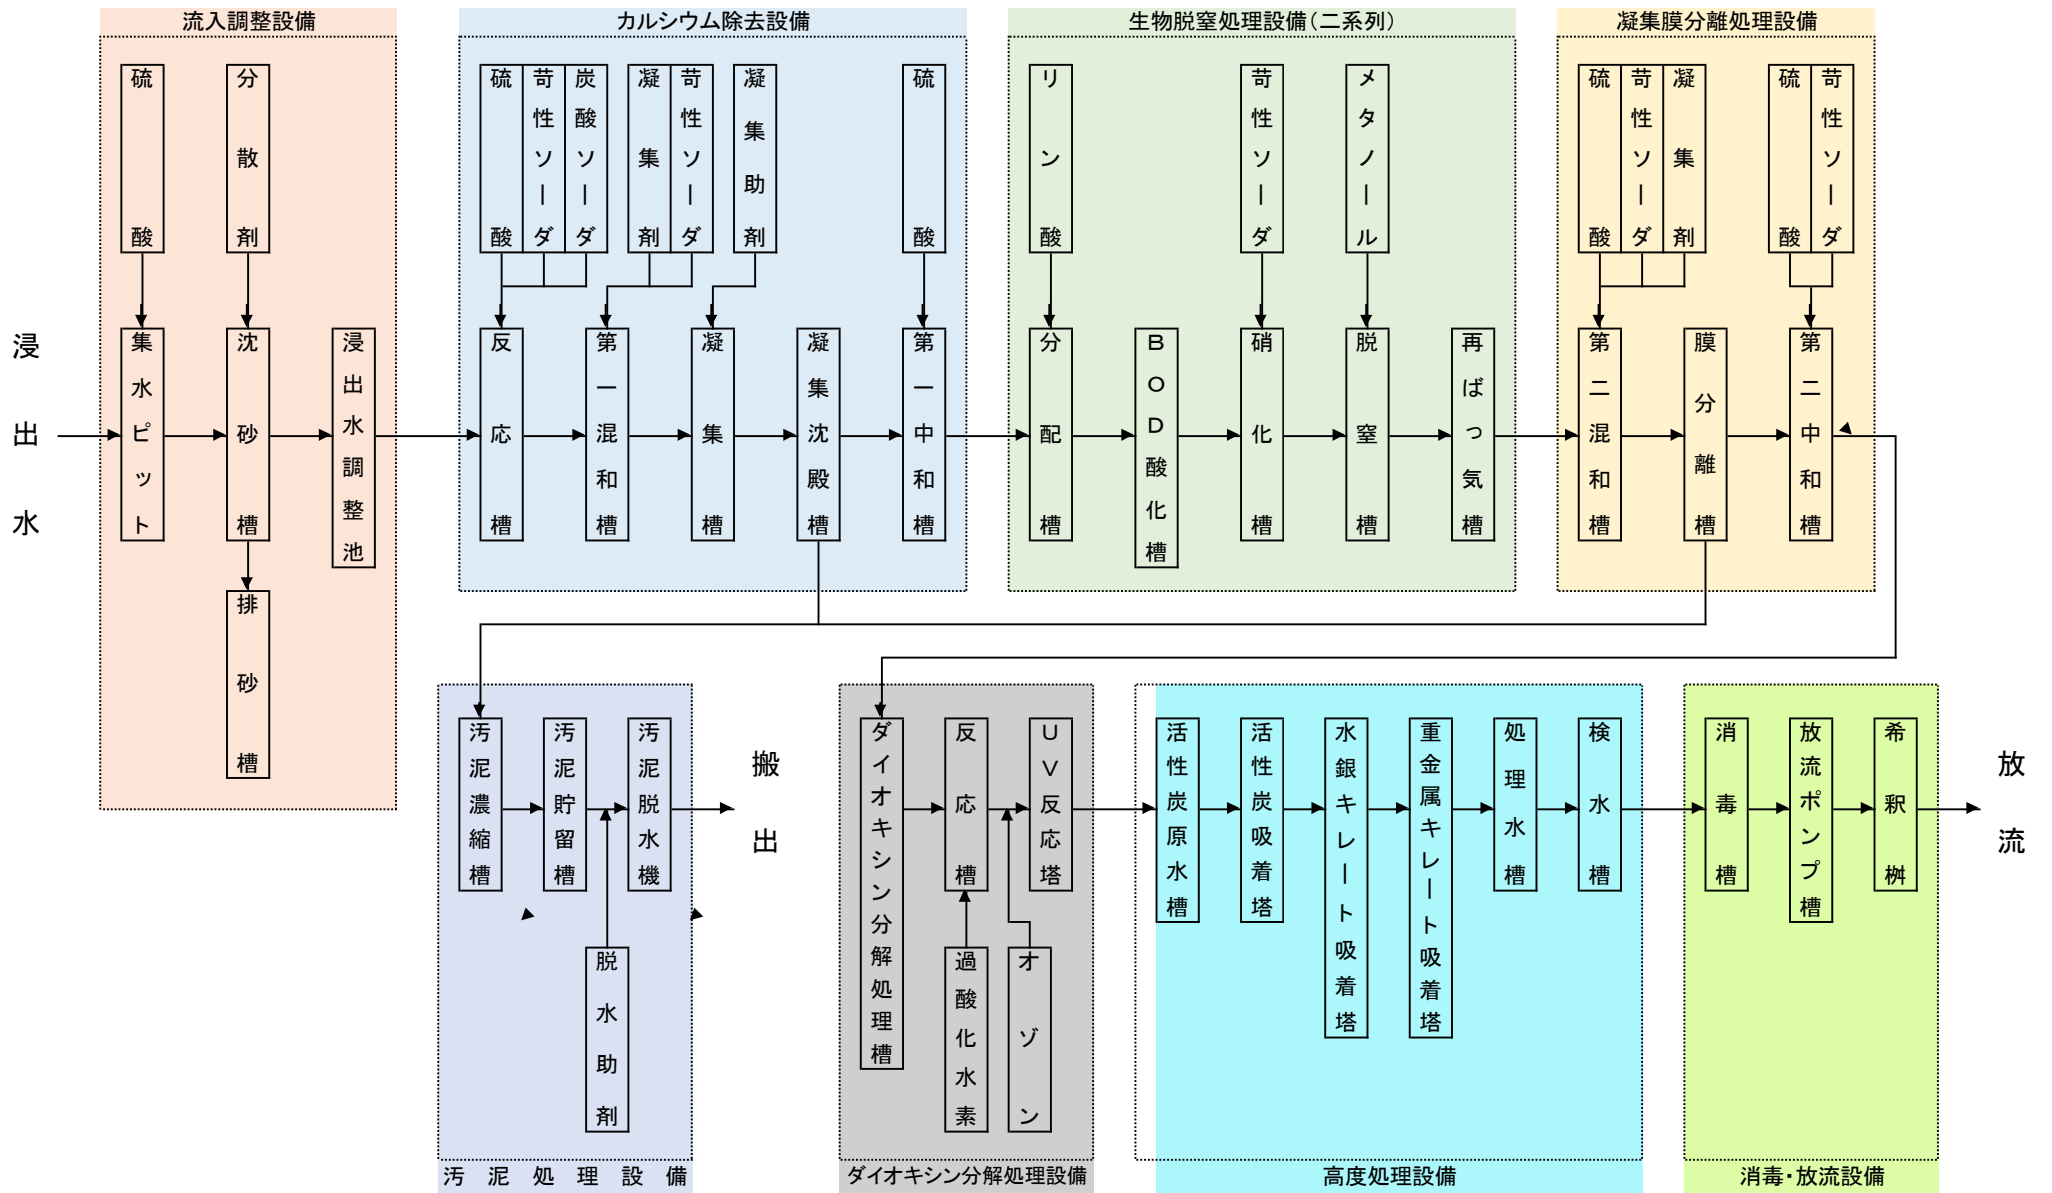 流入調整設備
カルシウム除去設備
生物脱窒処理設備(二系列)
凝集膜分離処理設備
硫酸
分散剤
硫酸
苛性ソーダ
炭酸ソーダ
凝集剤
苛性ソーダ
凝集助剤
硫酸
リン酸
苛性ソーダ
メタノール
硫酸
苛性ソーダ
凝集剤
硫酸
苛性ソーダ
浸出水
集水ピット
沈砂槽
浸出水調整池
反応槽
第一混和槽
凝集槽
凝集沈殿槽
第一中和槽
分配槽
BOD酸化槽
硝化槽
脱窒槽
再ばっ気槽
第二混和槽
膜分離槽
第二中和槽
排砂槽
汚泥濃縮槽
汚泥貯留槽
汚泥脱水機
搬出
脱水助剤
ダイオキシン分解処理槽
反応槽
UV反応塔
過酸化水素
オゾン
活性炭原水槽
活性炭吸着塔
水銀キレート吸着塔
重金属キレート吸着塔
処理水槽
検水槽
消毒槽
放流ポンプ槽
希釈桝
放流
汚泥処理設備
ダイオキシン分解処理設備
高度処理設備
消毒・放流設備